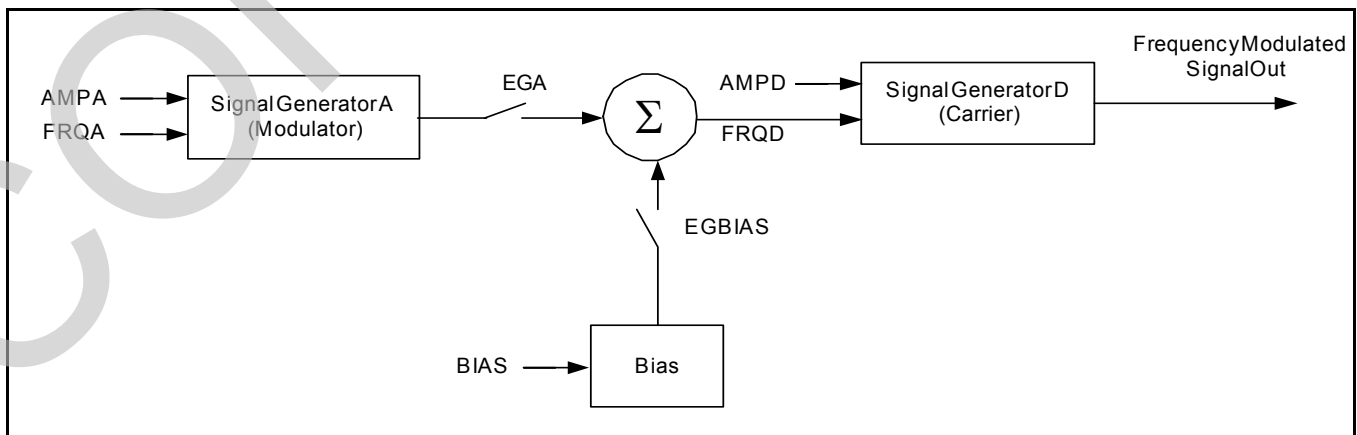 FrequencyModulated
SignalOut
EGA
AMPD
AMPA
SignalGeneratorA
(Modulator)
Σ
SignalGeneratorD
(Carrier)
FRQA
FRQD
EGBIAS
BIAS
Bias